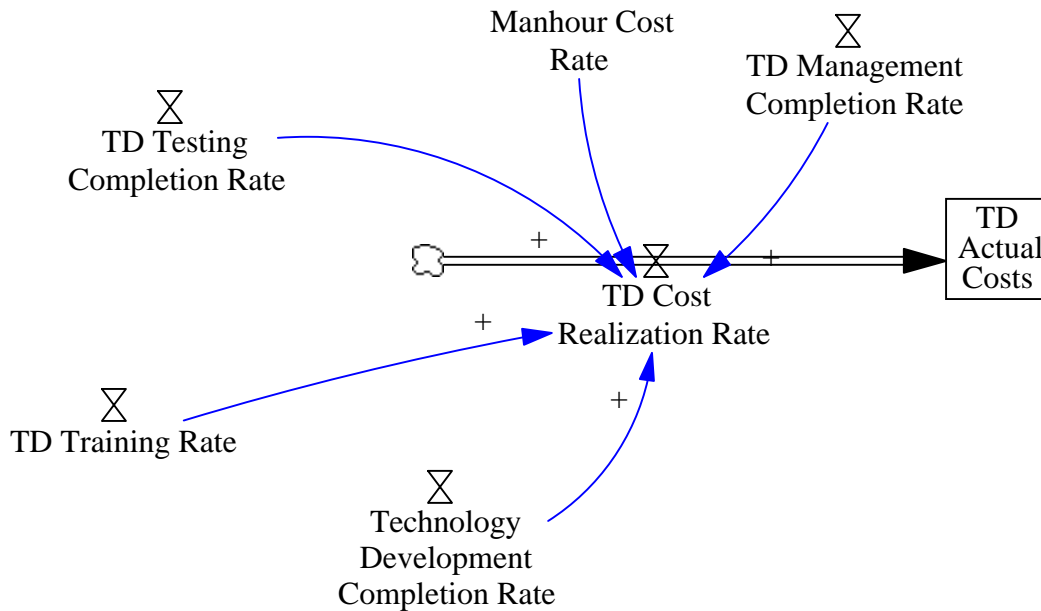 Manhour Cost
Rate
TD Management
Completion Rate
TD Testing
Completion Rate
+
+
TD
Actual
Costs
TD Cost
Realization Rate
+
+
TD Training Rate
Technology
Development
Completion Rate